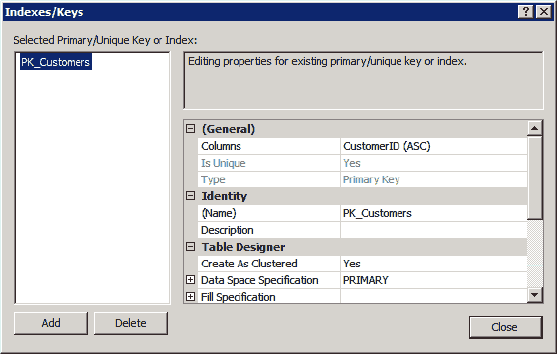 Indexes/Keys
Selected Primary/Unique Key or Index:
PK_Customers
Editing properties for existing primary/unique key or index.
(General)
Columns CustomerID (ASC)
Is Unique Yes
Type Primary Key
Identity
(Name) PK_Customers
Description
Table Designer
Create As Clustered Yes
Data Space Specification PRIMARY
Fill Specification
Add Delete
Close